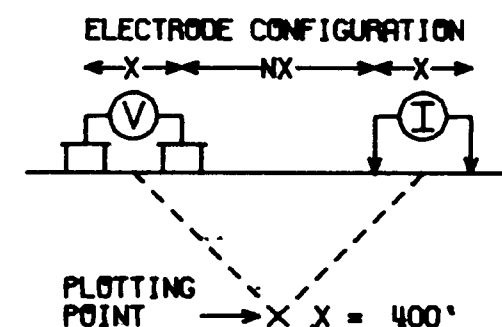 ELECTRODE CONFIGURATION
X NX X
V I
PLOTTING
POINT X X = 400'